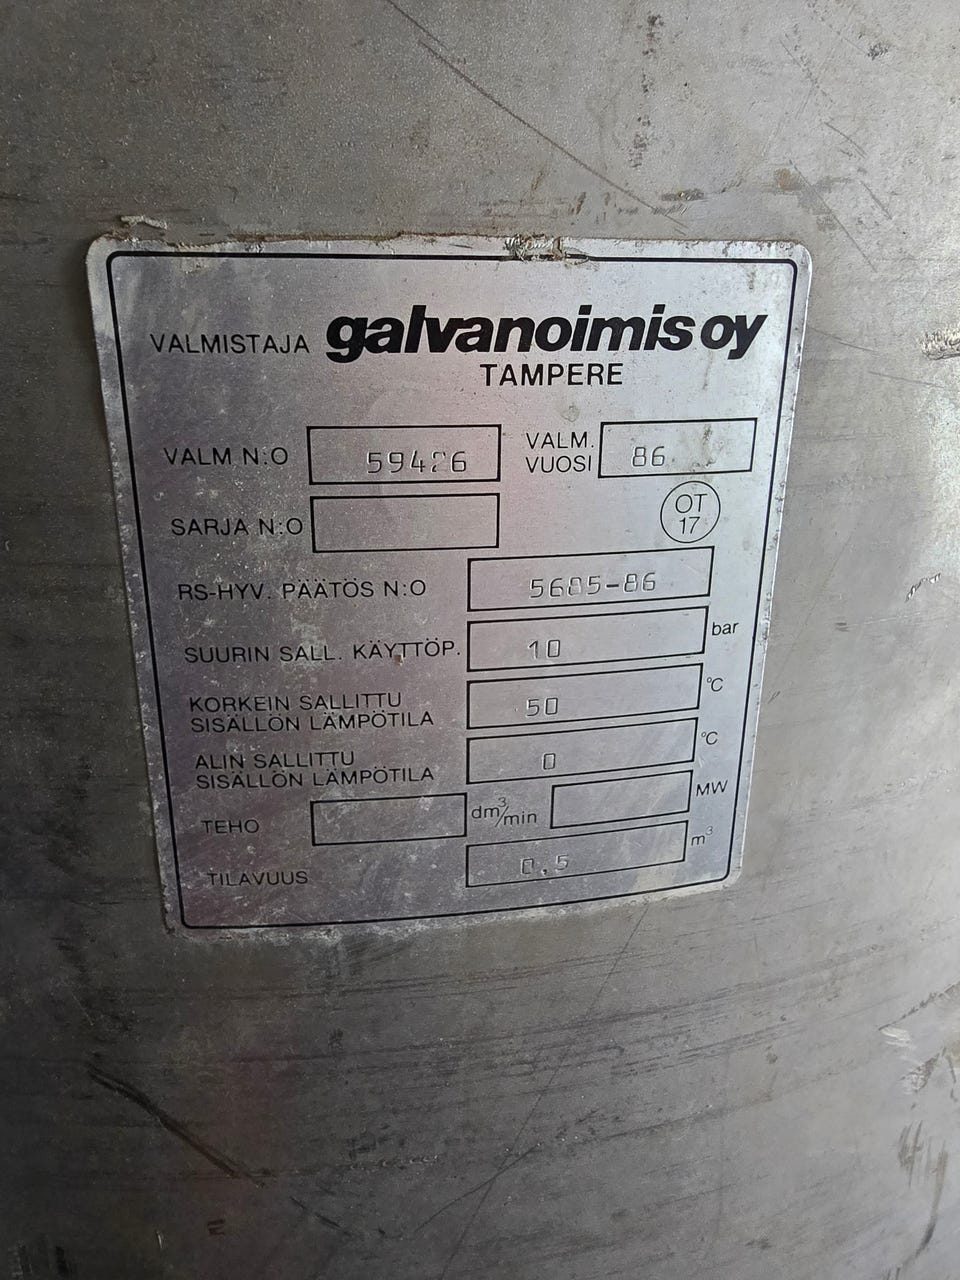 VALMISTAJA galvanoimis oy
TAMPERE
VALM N:O 59426 VALM. VUOSI 86
SARJA N:O
OT 17
RS-HYV. PÄÄTÖS N:O 5685-86
SUURIN SALL. KÄYTTÖP. 10 bar
KORKEIN SALLITTU
SISÄLLÖN LÄMPÖTILA 50 °C
ALIN SALLITTU
SISÄLLÖN LÄMPÖTILA 0 °C
TEHO dm³/min MW
TILAVUUS 0,5 m³